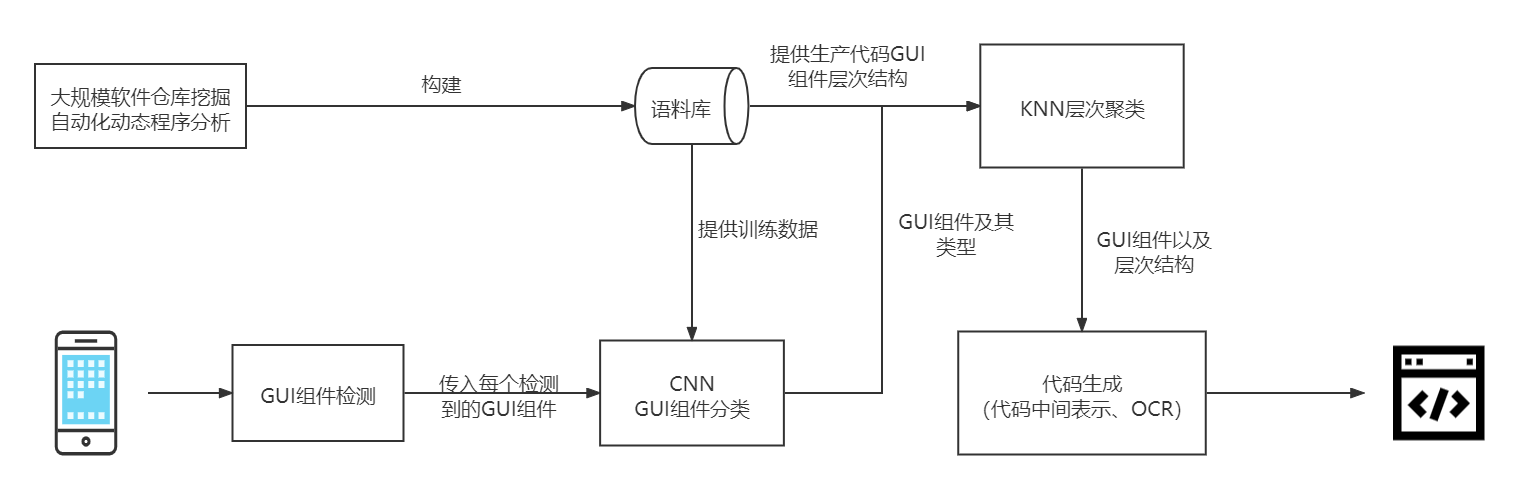 大规模软件仓库挖掘
自动化动态程序分析
构建
语料库
提供生产代码GUI
组件层次结构
KNN层次聚类
提供训练数据
GUI组件及其
类型
GUI组件以及
层次结构
GUI组件检测
传入每个检测
到的GUI组件
CNN
GUI组件分类
代码生成
（代码中间表示、OCR）